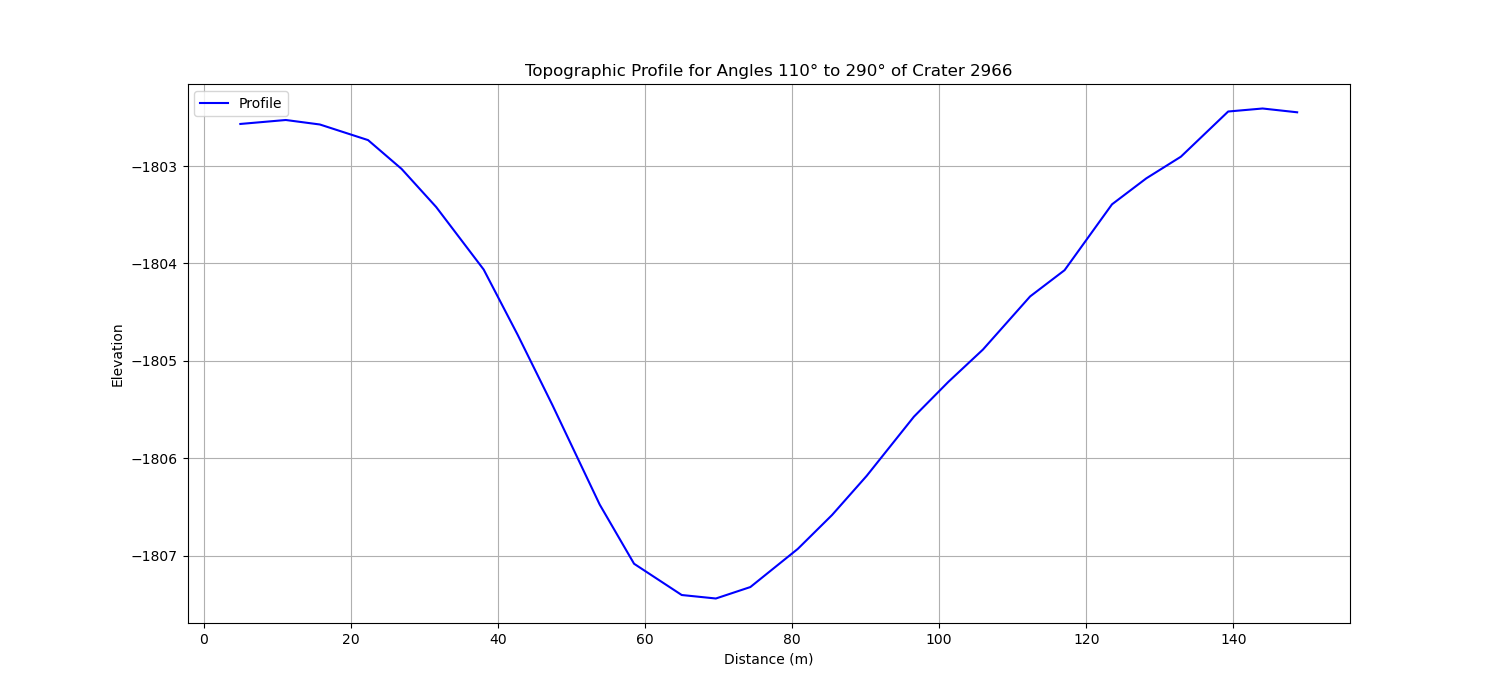 Topographic Profile for Angles 110° to 290° of Crater 2966
Profile
−1803
−1804
−1805
−1806
−1807
Elevation
0 20 40 60 80 100 120 140
Distance (m)